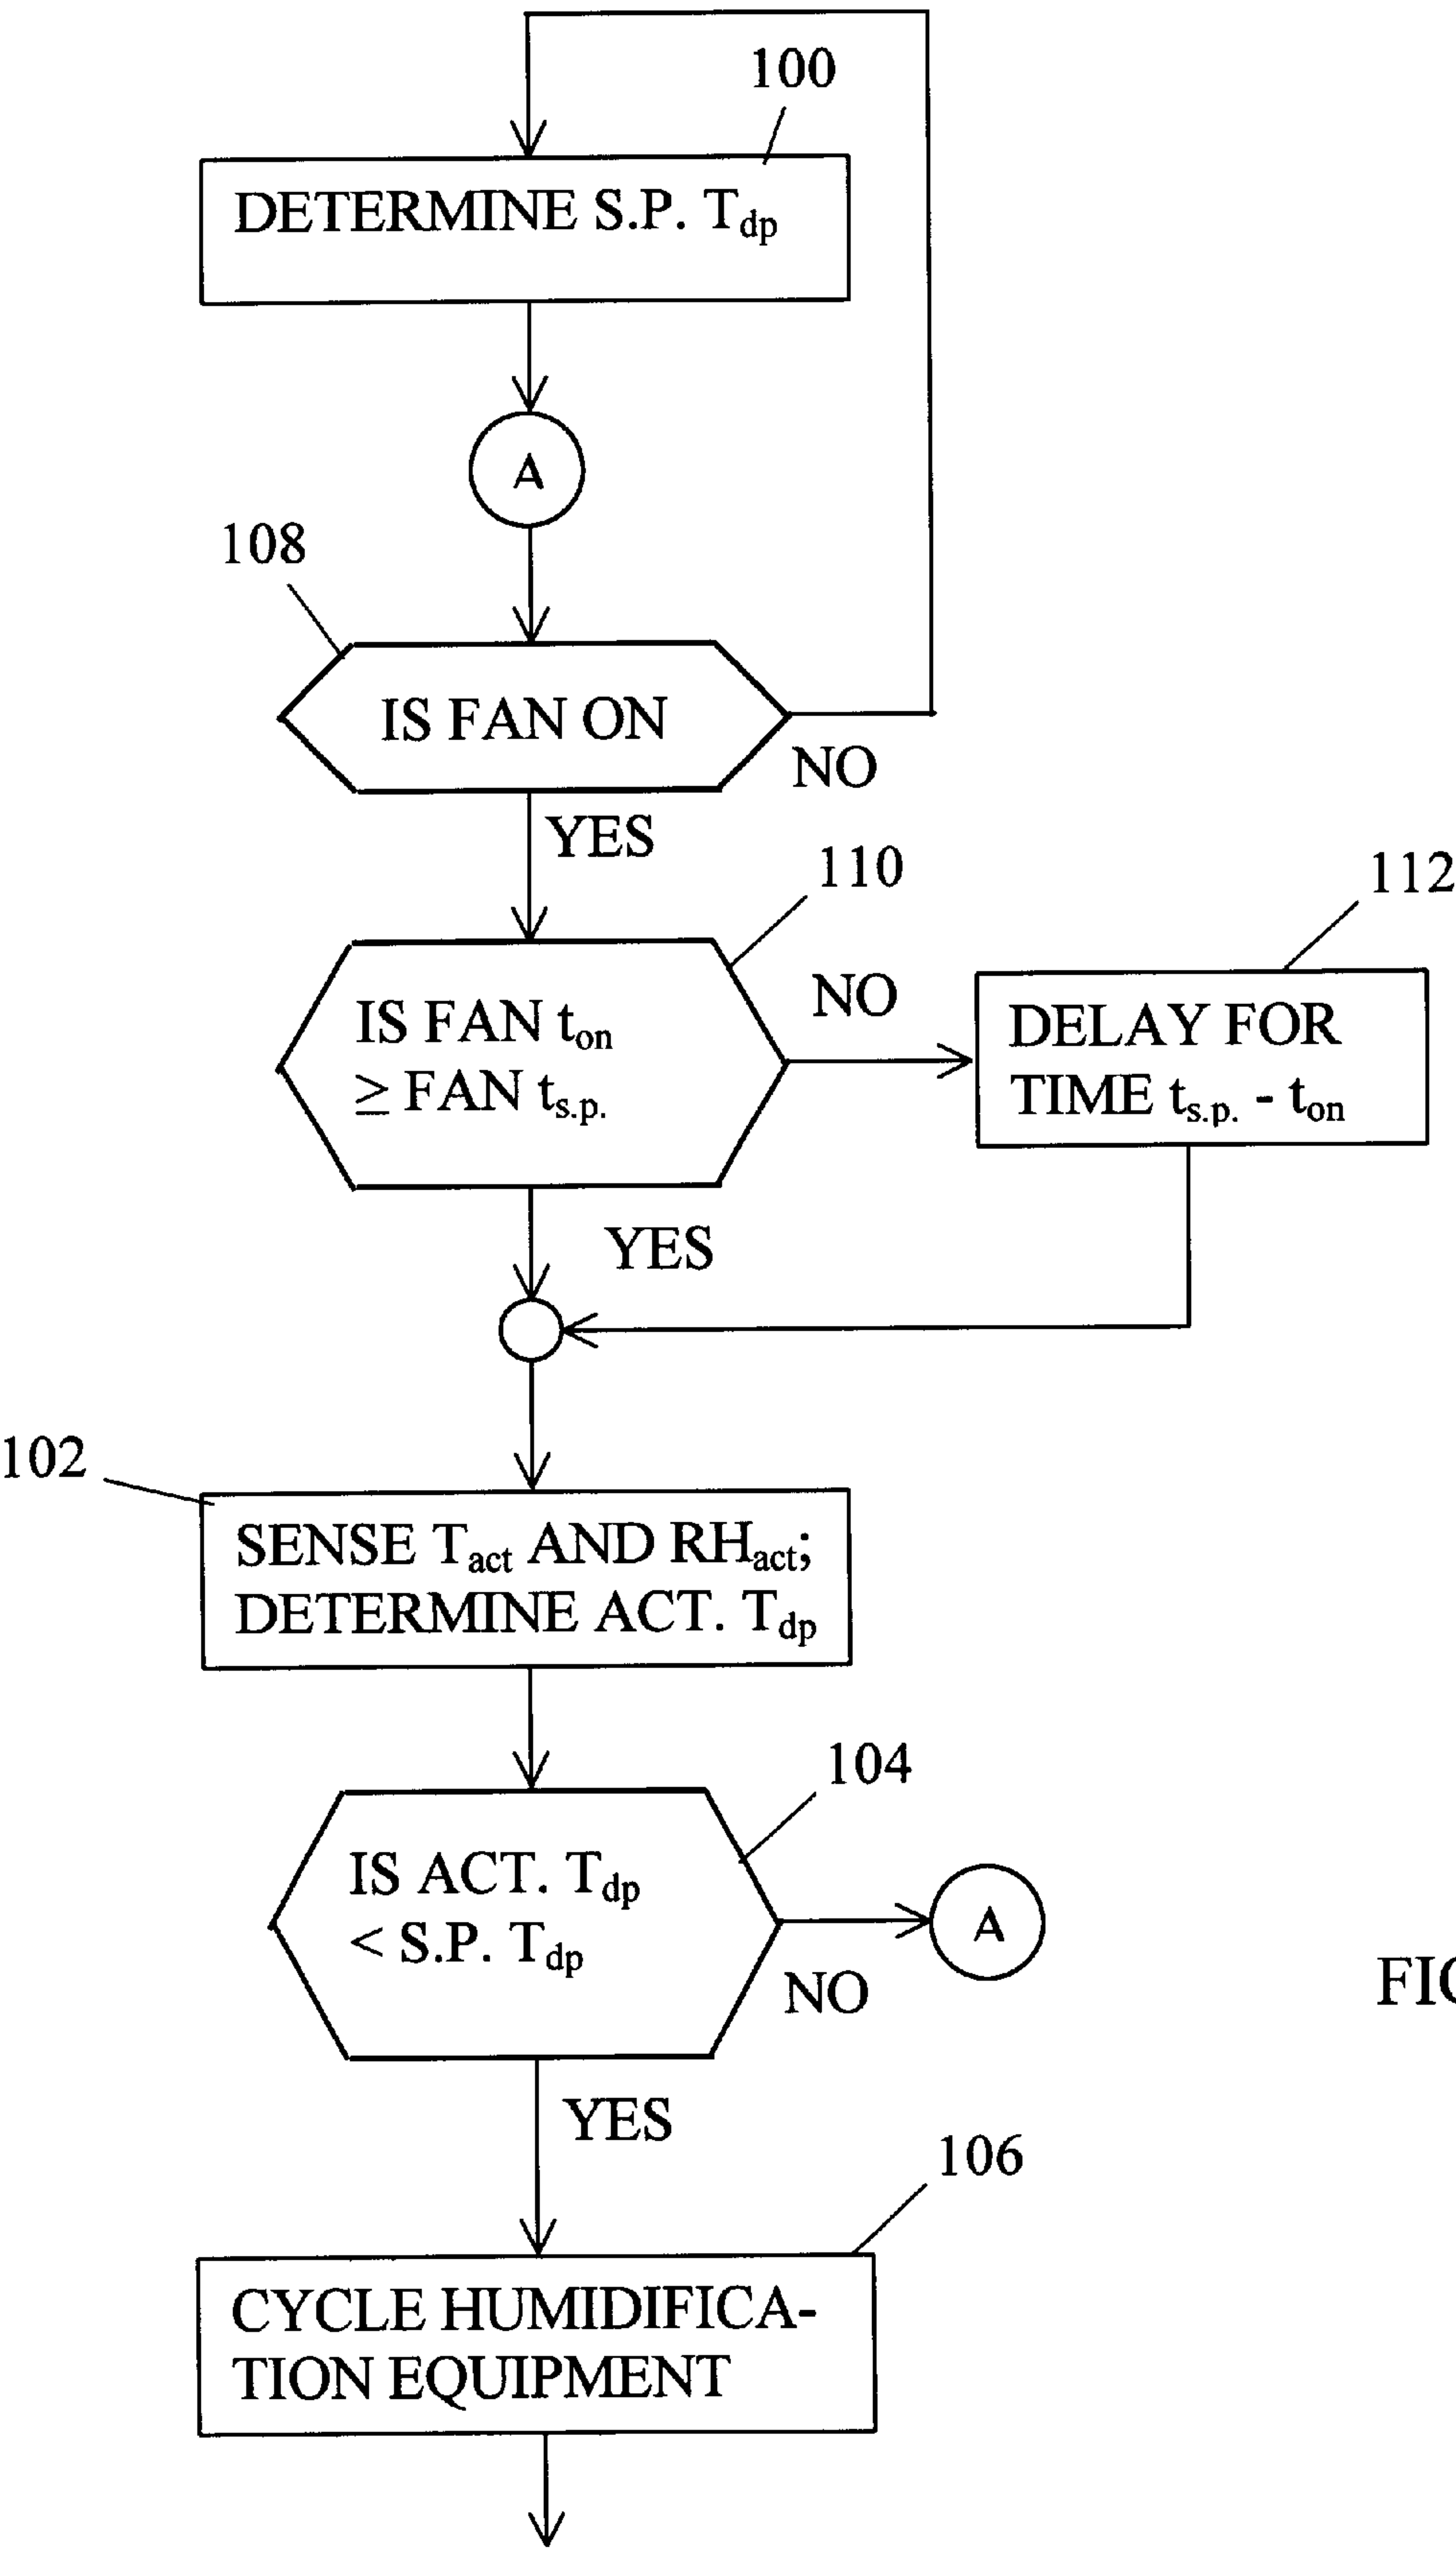 100
DETERMINE S.P. Tdp
A
108
IS FAN ON
NO
YES
110
112
IS FAN ton
≥ FAN ts.p.
NO
DELAY FOR
TIME ts.p. - ton
YES
102
SENSE Tact AND RHact;
DETERMINE ACT. Tdp
104
IS ACT. Tdp
< S.P. Tdp
A
NO
YES
106
CYCLE HUMIDIFICA-
TION EQUIPMENT